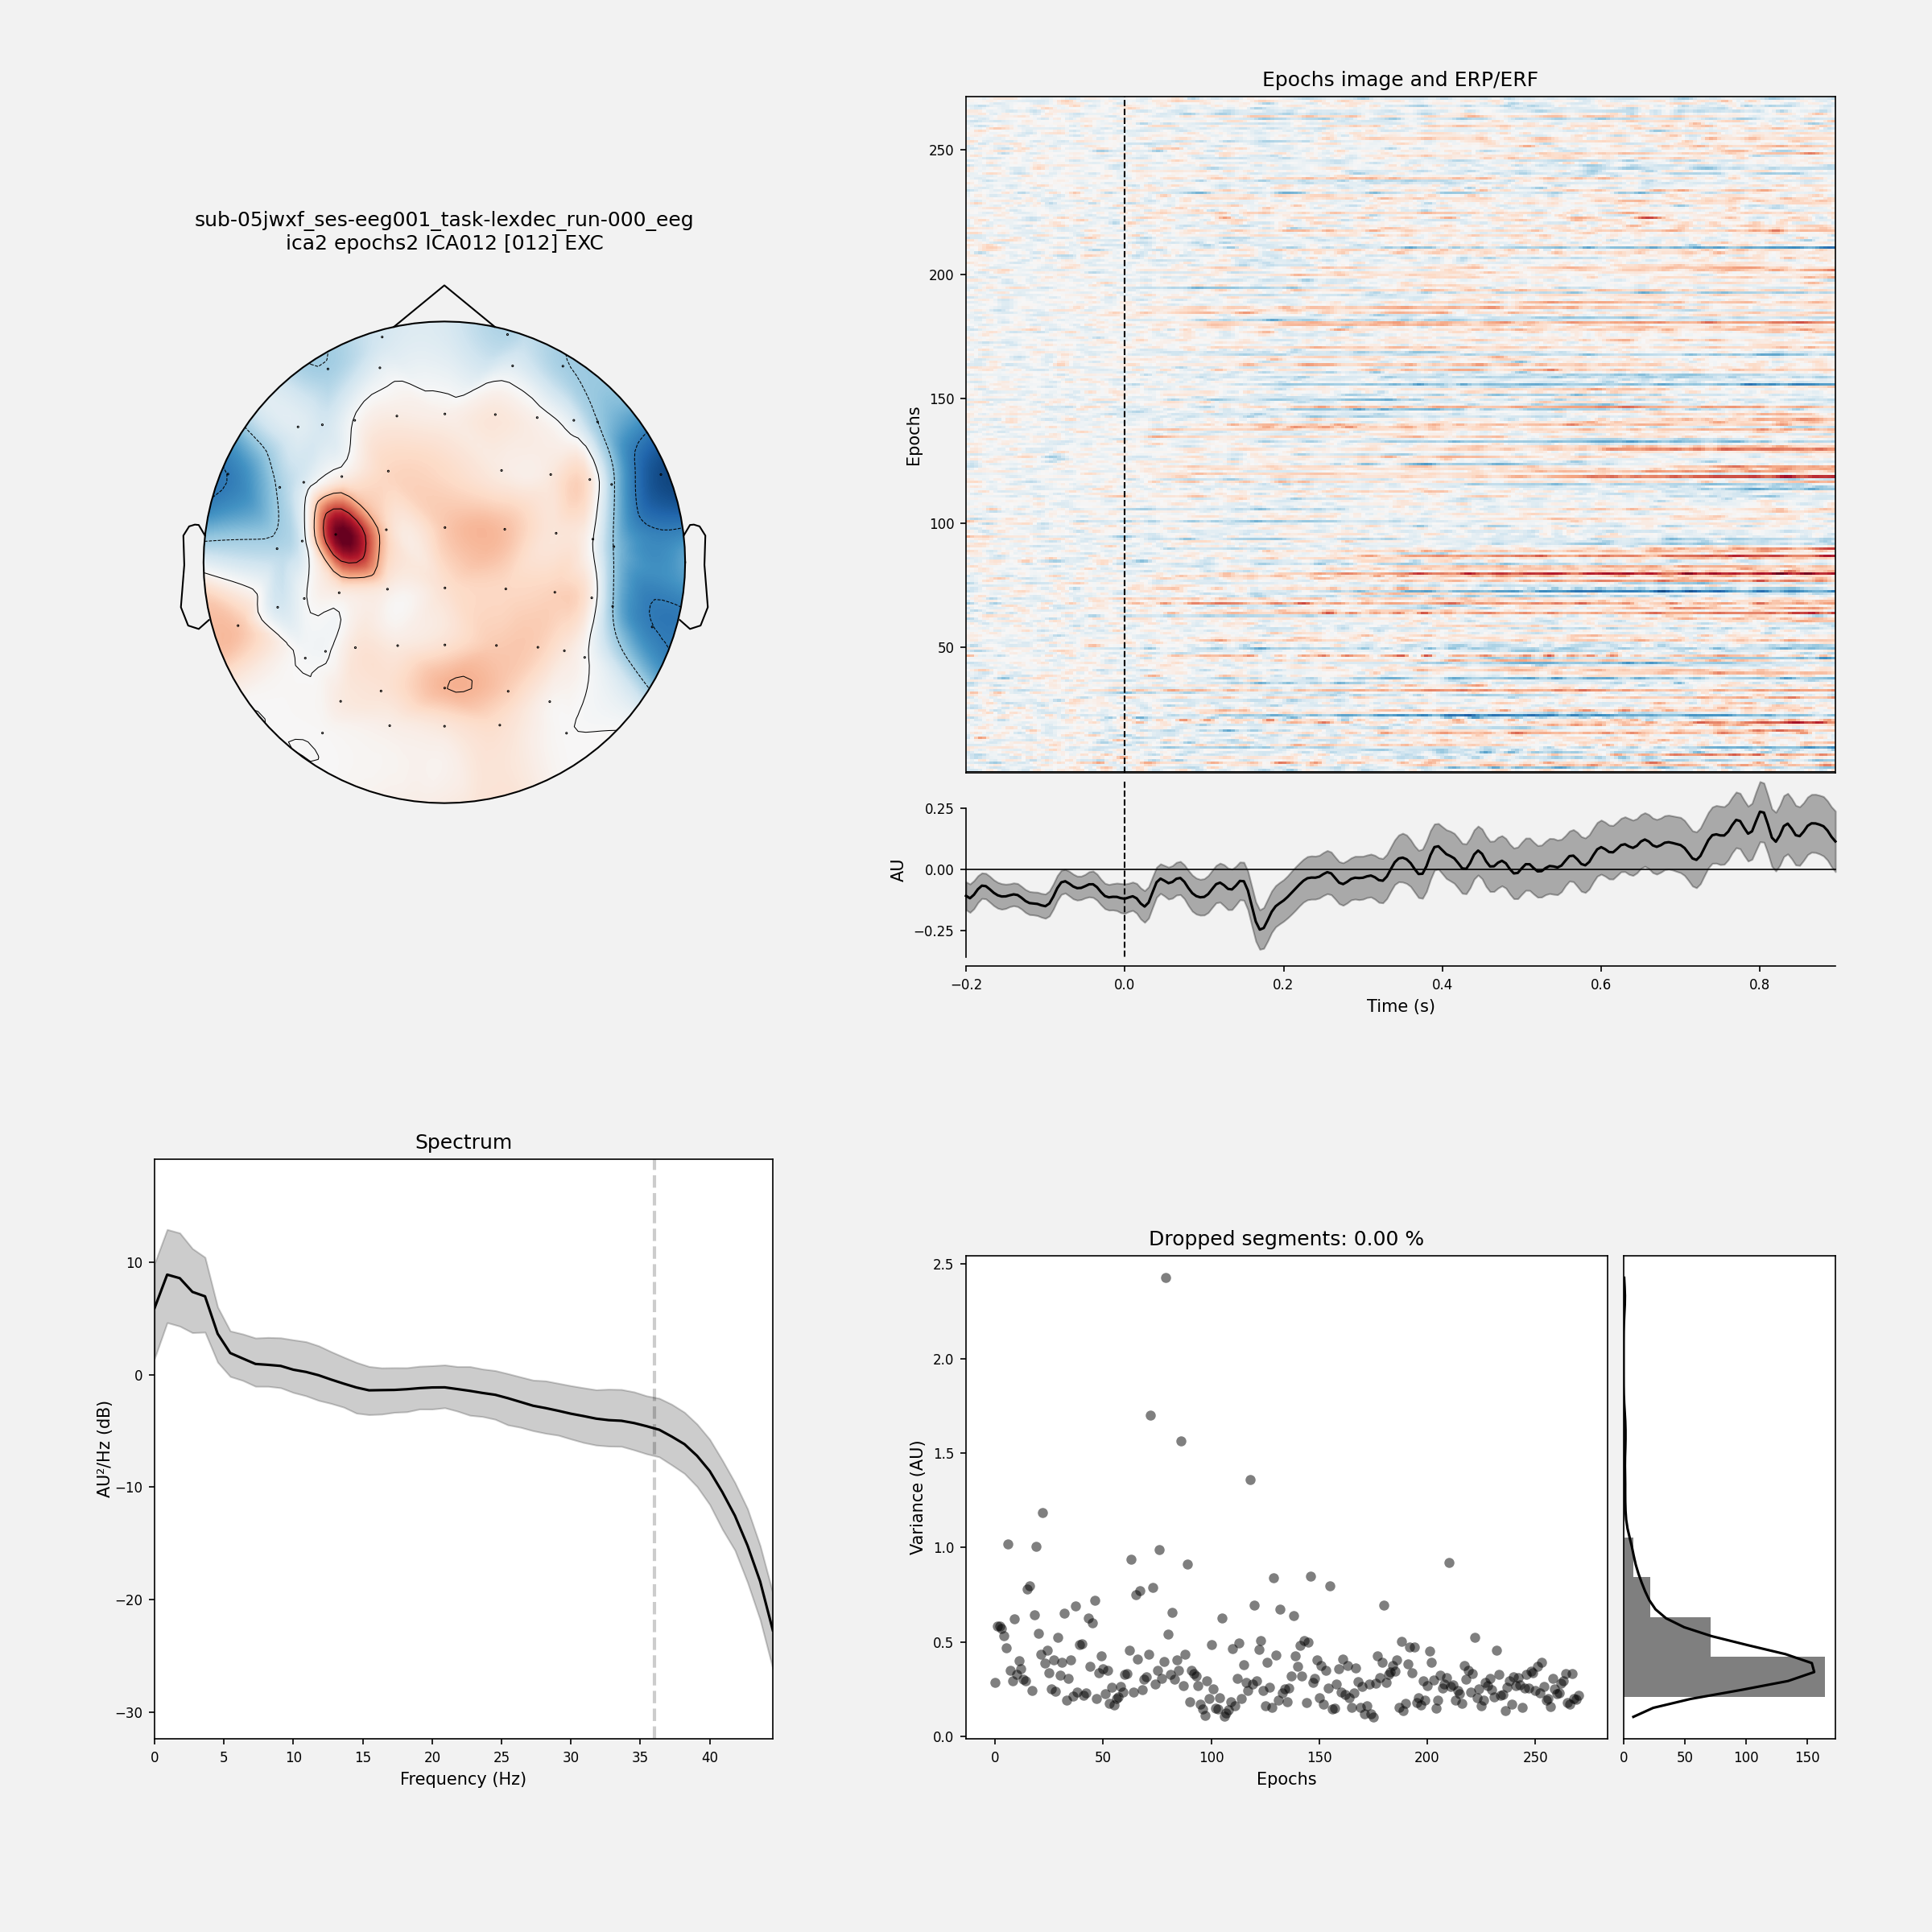 sub-05jwxf_ses-eeg001_task-lexdec_run-000_eeg
ica2 epochs2 ICA012 [012] EXC
Epochs image and ERP/ERF
250
200
150
100
50
Epochs
0.25
0.00
−0.25
AU
−0.2 0.0 0.2 0.4 0.6 0.8
Time (s)
Spectrum
10
0
−10
−20
−30
AU²/Hz (dB)
0 5 10 15 20 25 30 35 40
Frequency (Hz)
Dropped segments: 0.00 %
2.5
2.0
1.5
1.0
0.5
0.0
Variance (AU)
0 50 100 150 200 250
Epochs
0 50 100 150